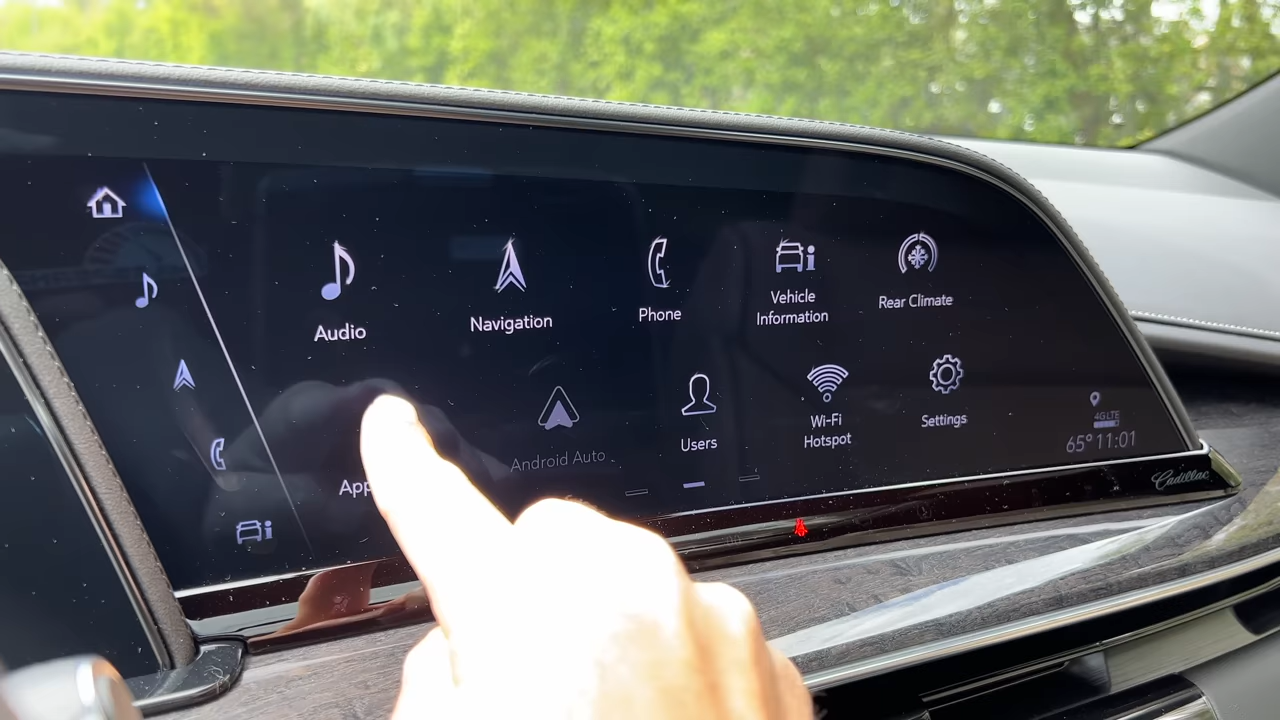 Audio
Navigation
Phone
Vehicle
Information
Rear Climate
App
Android Auto
Users
Wi-Fi
Hotspot
Settings
4G LTE
65° 11:01
Cadillac